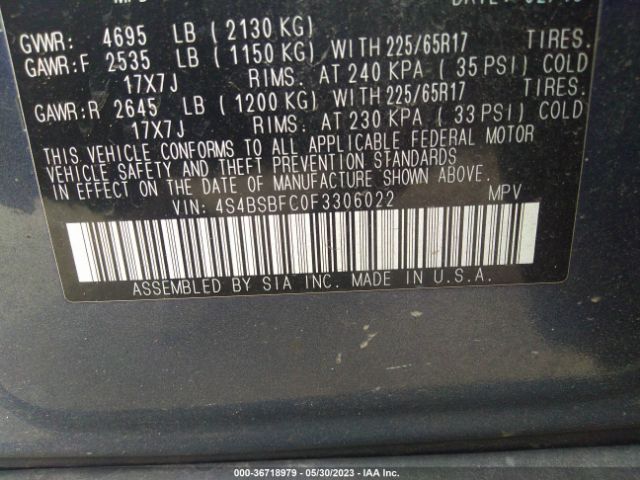 GVWR: 4695 LB ( 2130 KG)
GAWR:F 2535 LB ( 1150 KG) WITH 225/65R17 TIRES.
17X7J RIMS. AT 240 KPA ( 35 PSI) COLD
GAWR:R 2645 LB ( 1200 KG) WITH 225/65R17 TIRES.
17X7J RIMS. AT 230 KPA ( 33 PSI) COLD
THIS VEHICLE CONFORMS TO ALL APPLICABLE FEDERAL MOTOR
VEHICLE SAFETY AND THEFT PREVENTION STANDARDS
IN EFFECT ON THE DATE OF MANUFACTURE SHOWN ABOVE.
VIN: 4S4BSBFC0F3306022 MPV
ASSEMBLED BY SIA INC. MADE IN U.S.A.
000-36718979 — 05/30/2023 — IAA Inc.